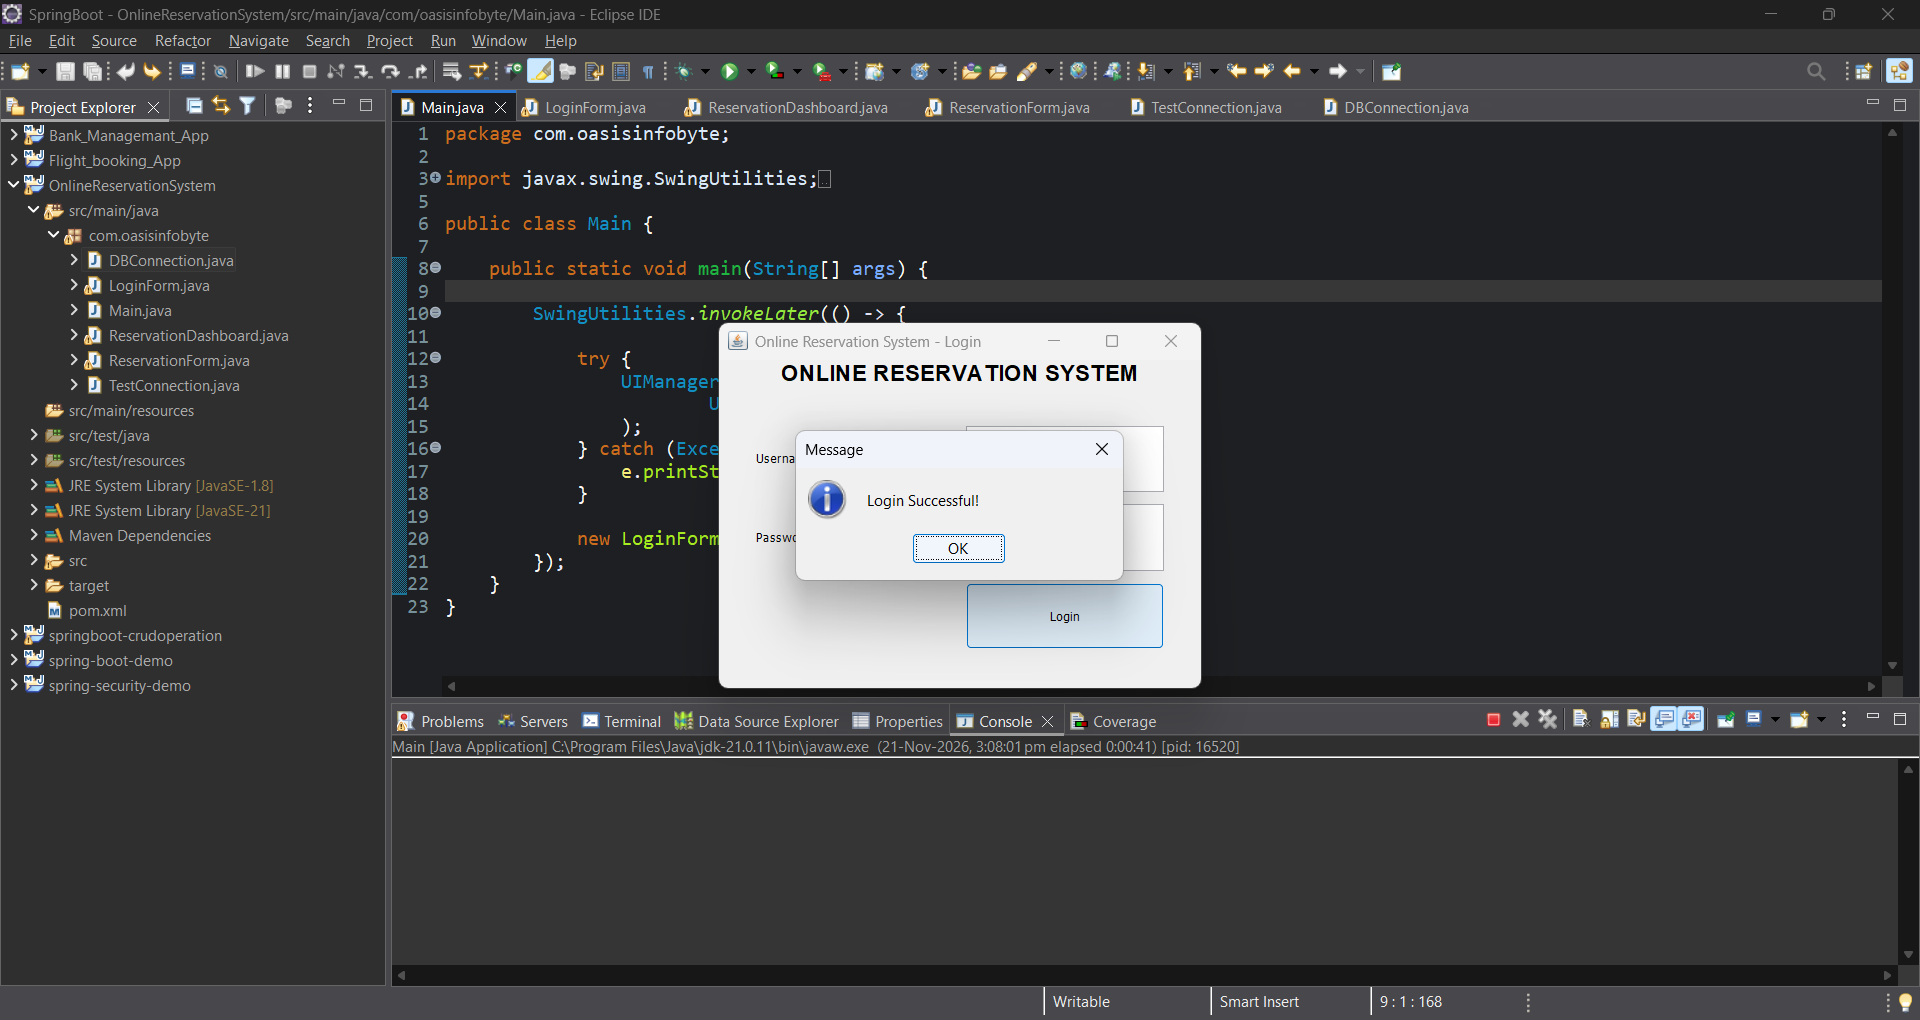 SpringBoot - OnlineReservationSystem/src/main/java/com/oasisinfobyte/Main.java - Eclipse IDE
File Edit Source Refactor Navigate Search Project Run Window Help
Project Explorer
Bank_Managemant_App
Flight_booking_App
OnlineReservationSystem
src/main/java
com.oasisinfobyte
DBConnection.java
LoginForm.java
Main.java
ReservationDashboard.java
ReservationForm.java
TestConnection.java
src/main/resources
src/test/java
src/test/resources
JRE System Library [JavaSE-1.8]
JRE System Library [JavaSE-21]
Maven Dependencies
src
target
pom.xml
springboot-crudoperation
spring-boot-demo
spring-security-demo
Main.java LoginForm.java ReservationDashboard.java ReservationForm.java TestConnection.java DBConnection.java
1 package com.oasisinfobyte;
2
3 import javax.swing.SwingUtilities;
5
6 public class Main {
7
8 public static void main(String[] args) {
9
10 SwingUtilities.invokeLater(() -> {
11
12 try {
13 UIManager
14 U
15 );
16 } catch (Exce
17 e.printSt
18 }
19
20 new LoginForm
21 });
22 }
23 }
Online Reservation System - Login
ONLINE RESERVATION SYSTEM
Userna
Passwo
Login
Message
Login Successful!
OK
Problems Servers Terminal Data Source Explorer Properties Console Coverage
Main [Java Application] C:\Program Files\Java\jdk-21.0.11\bin\javaw.exe (21-Nov-2026, 3:08:01 pm elapsed 0:00:41) [pid: 16520]
Writable Smart Insert 9 : 1 : 168